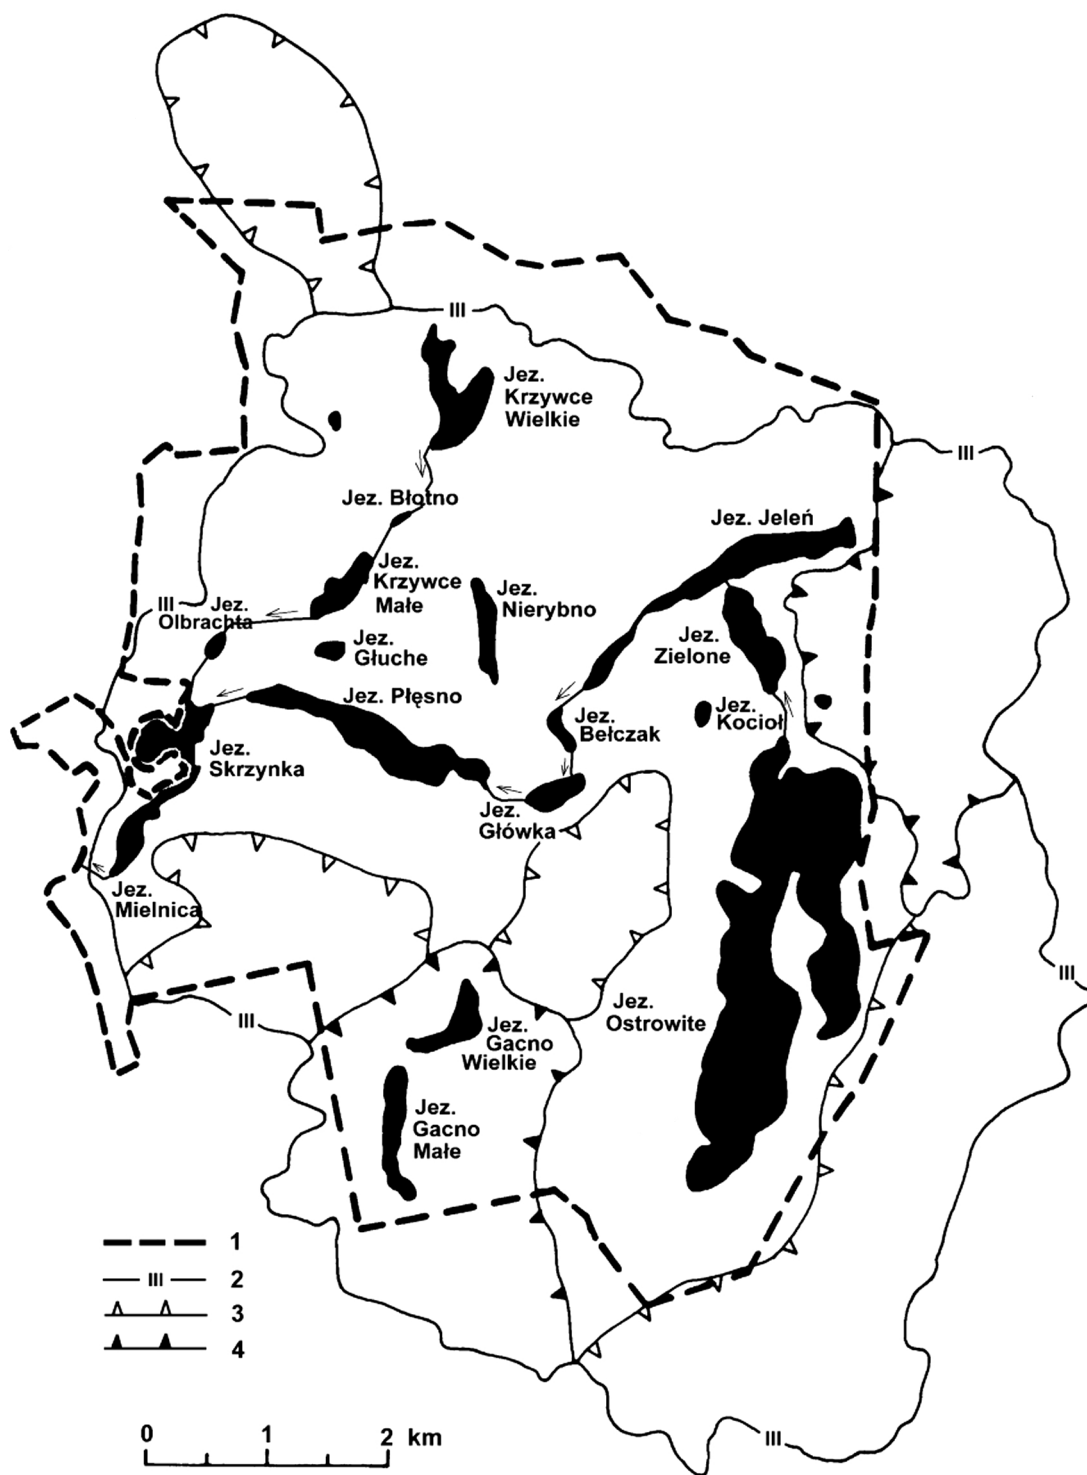 III
Jez.
Krzywce
Wielkie
III
Jez. Błotno
Jez. Jeleń
Jez.
Krzywce
Małe
Jez.
Nierybno
III
Jez.
Olbrachta
Jez.
Głuche
Jez.
Zielone
Jez. Płęsno
Jez.
Kocioł
Jez.
Bełczak
Jez.
Skrzynka
Jez.
Główka
Jez.
Mielnica
III
Jez.
Ostrowite
III
Jez.
Gacno
Wielkie
Jez.
Gacno
Małe
1
III
2
3
4
0 1 2 km
III